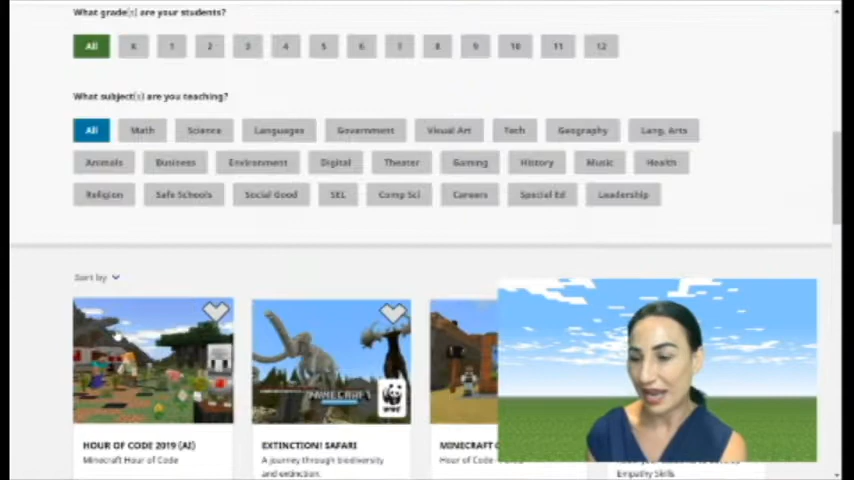 What grade(s) are your students?
All K 1 2 3 4 5 6 7 8 9 10 11 12
What subject(s) are you teaching?
All Math Science Languages Government Visual Art Tech Geography Lang. Arts
Animals Business Environment Digital Theater Gaming History Music Health
Religion Safe Schools Social Good SEL Comp Sci Careers Special Ed Leadership
Sort by
MINECRAFT
WWF
HOUR OF CODE 2019 (AI) EXTINCTION! SAFARI MINECRAFT
Minecraft Hour of Code A journey through biodiversity Hour of Code
and extinction. Empathy Skills